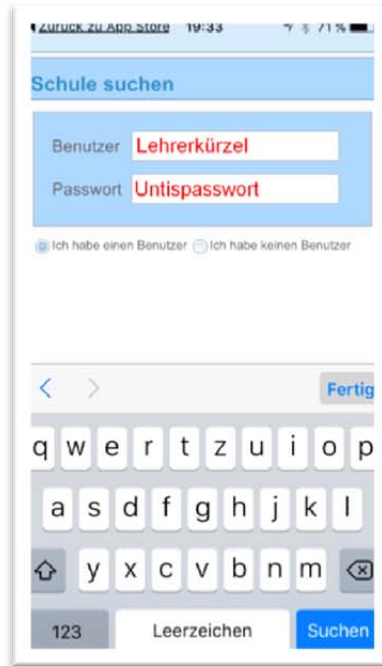 Zurück zu App Store 19:33 71 %
Schule suchen
Benutzer Lehrerkürzel
Passwort Untispasswort
Ich habe einen Benutzer Ich habe keinen Benutzer
Fertig
q w e r t z u i o p
a s d f g h j k l
y x c v b n m
123 Leerzeichen Suchen